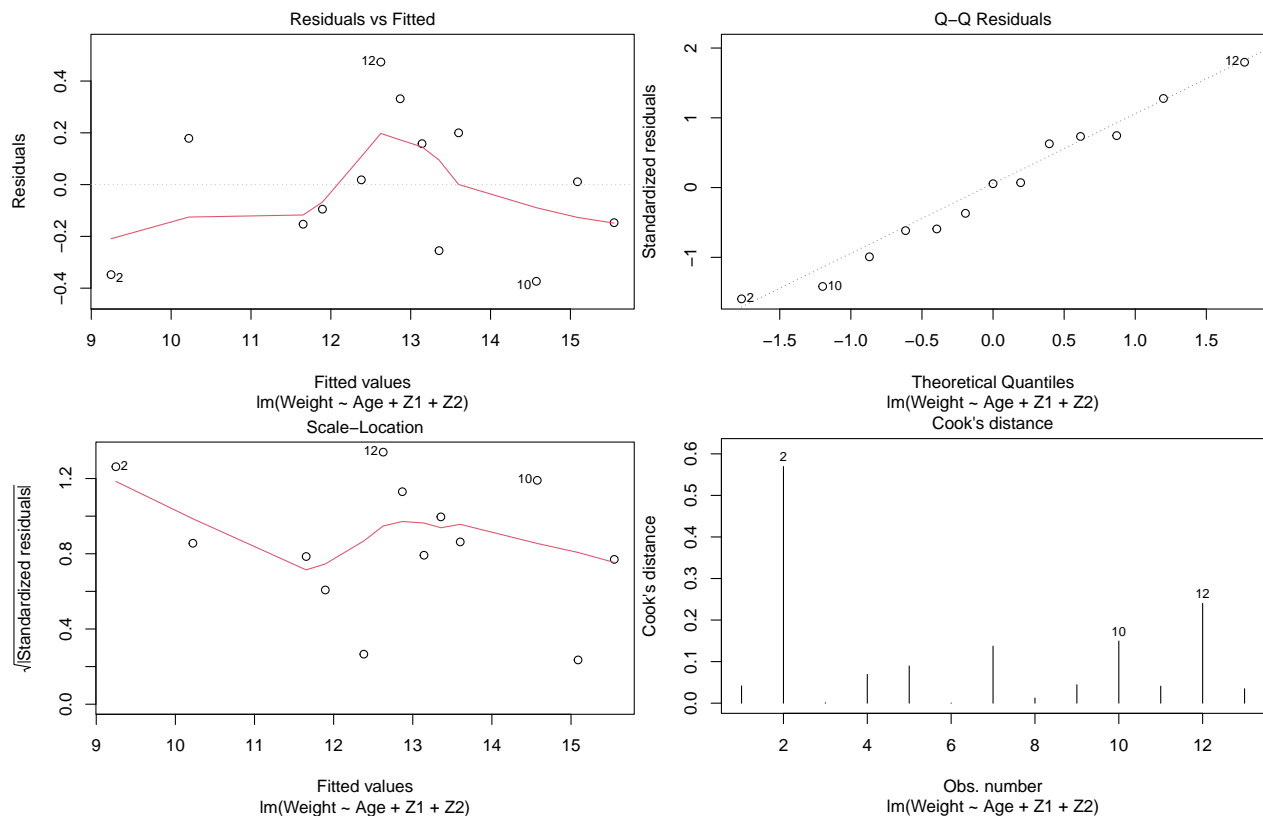 Residuals vs Fitted
Residuals
0.4
0.2
0.0
−0.2
−0.4
12
2
10
9 10 11 12 13 14 15
Fitted values
lm(Weight ~ Age + Z1 + Z2)
Q−Q Residuals
Standardized residuals
2
1
0
−1
12
10
2
−1.5 −1.0 −0.5 0.0 0.5 1.0 1.5
Theoretical Quantiles
lm(Weight ~ Age + Z1 + Z2)
Scale−Location
√|Standardized residuals|
1.2
0.8
0.4
0.0
2
12
10
9 10 11 12 13 14 15
Fitted values
lm(Weight ~ Age + Z1 + Z2)
Cook's distance
Cook's distance
0.6
0.5
0.4
0.3
0.2
0.1
0.0
2
12
10
2 4 6 8 10 12
Obs. number
lm(Weight ~ Age + Z1 + Z2)